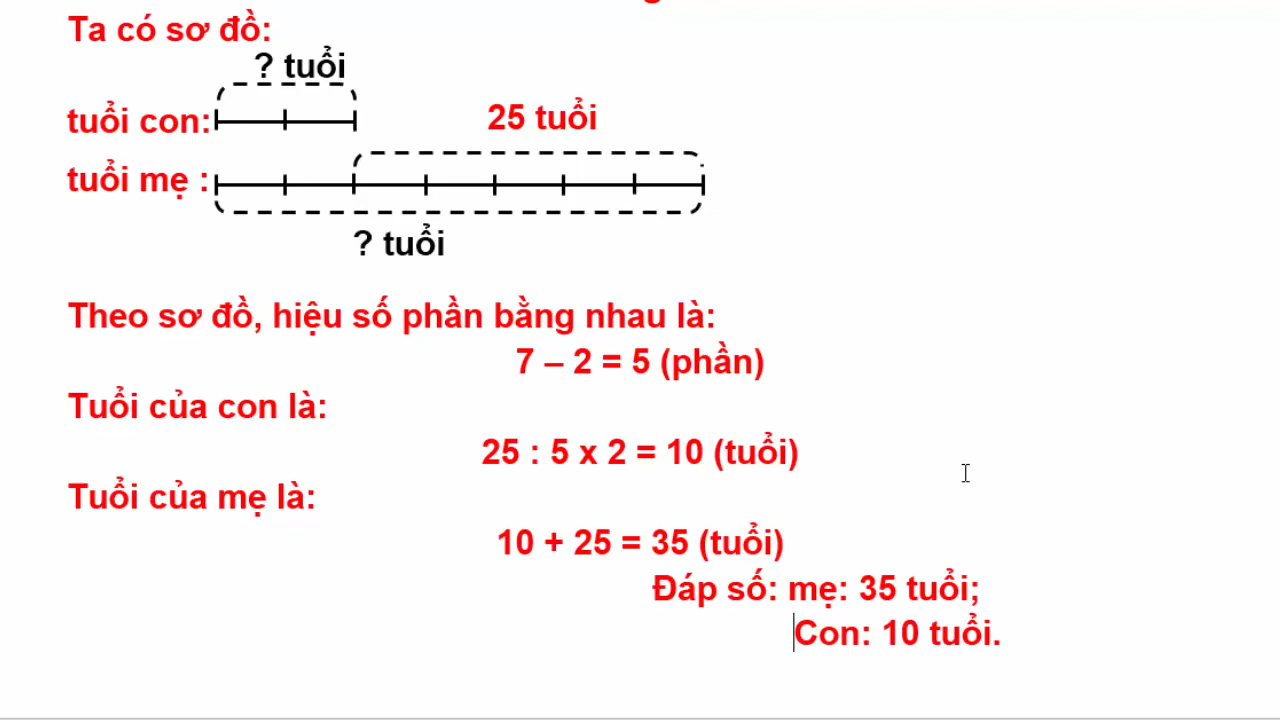 Ta có sơ đồ:
? tuổi
tuổi con:
25 tuổi
tuổi mẹ :
? tuổi
Theo sơ đồ, hiệu số phần bằng nhau là:
7 – 2 = 5 (phần)
Tuổi của con là:
25 : 5 x 2 = 10 (tuổi)
Tuổi của mẹ là:
10 + 25 = 35 (tuổi)
Đáp số: mẹ: 35 tuổi;
Con: 10 tuổi.